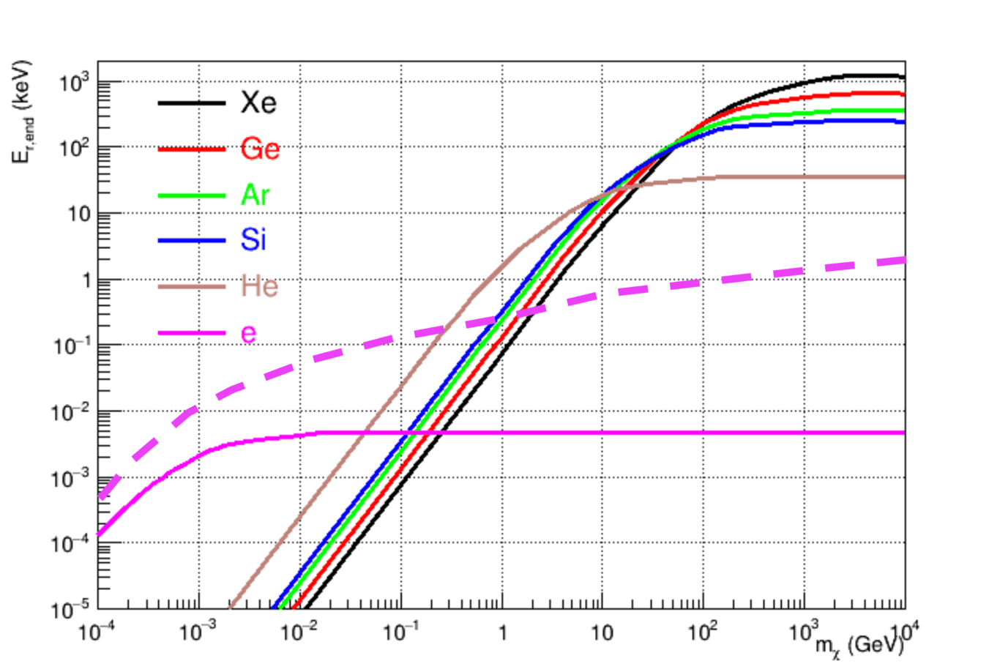 E_r,end (keV)
10³
10²
10
1
10⁻¹
10⁻²
10⁻³
10⁻⁴
10⁻⁵
Xe
Ge
Ar
Si
He
e
10⁻⁴ 10⁻³ 10⁻² 10⁻¹ 1 10 10² 10³ 10⁴
m_χ (GeV)